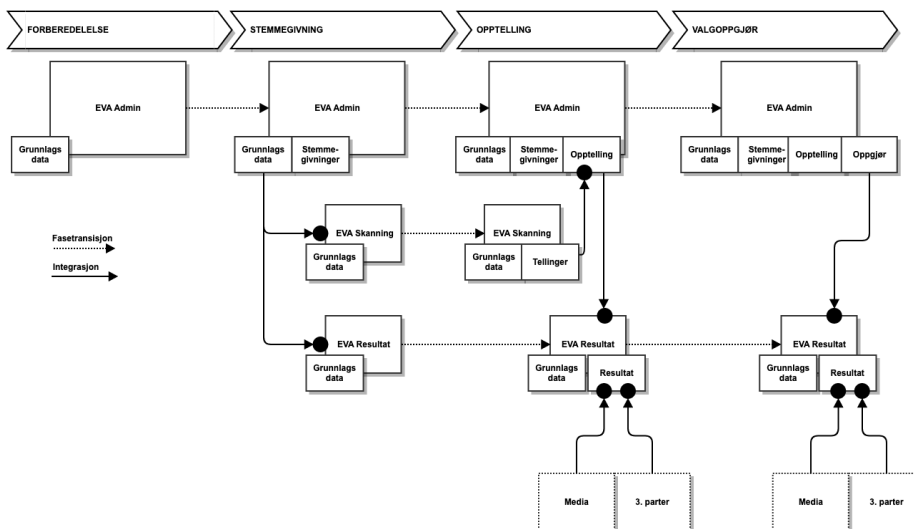 FORBEREDELSE
STEMMEGIVNING
OPPTELLING
VALGOPPGJØR
EVA Admin
Grunnlags
data
EVA Admin
Grunnlags
data
Stemme-
givninger
EVA Admin
Grunnlags
data
Stemme-
givninger
Opptelling
EVA Admin
Grunnlags
data
Stemme-
givninger
Opptelling
Oppgjør
Fasetransisjon
Integrasjon
EVA Skanning
Grunnlags
data
EVA Skanning
Grunnlags
data
Tellinger
EVA Resultat
Grunnlags
data
EVA Resultat
Grunnlags
data
Resultat
EVA Resultat
Grunnlags
data
Resultat
Media
3. parter
Media
3. parter